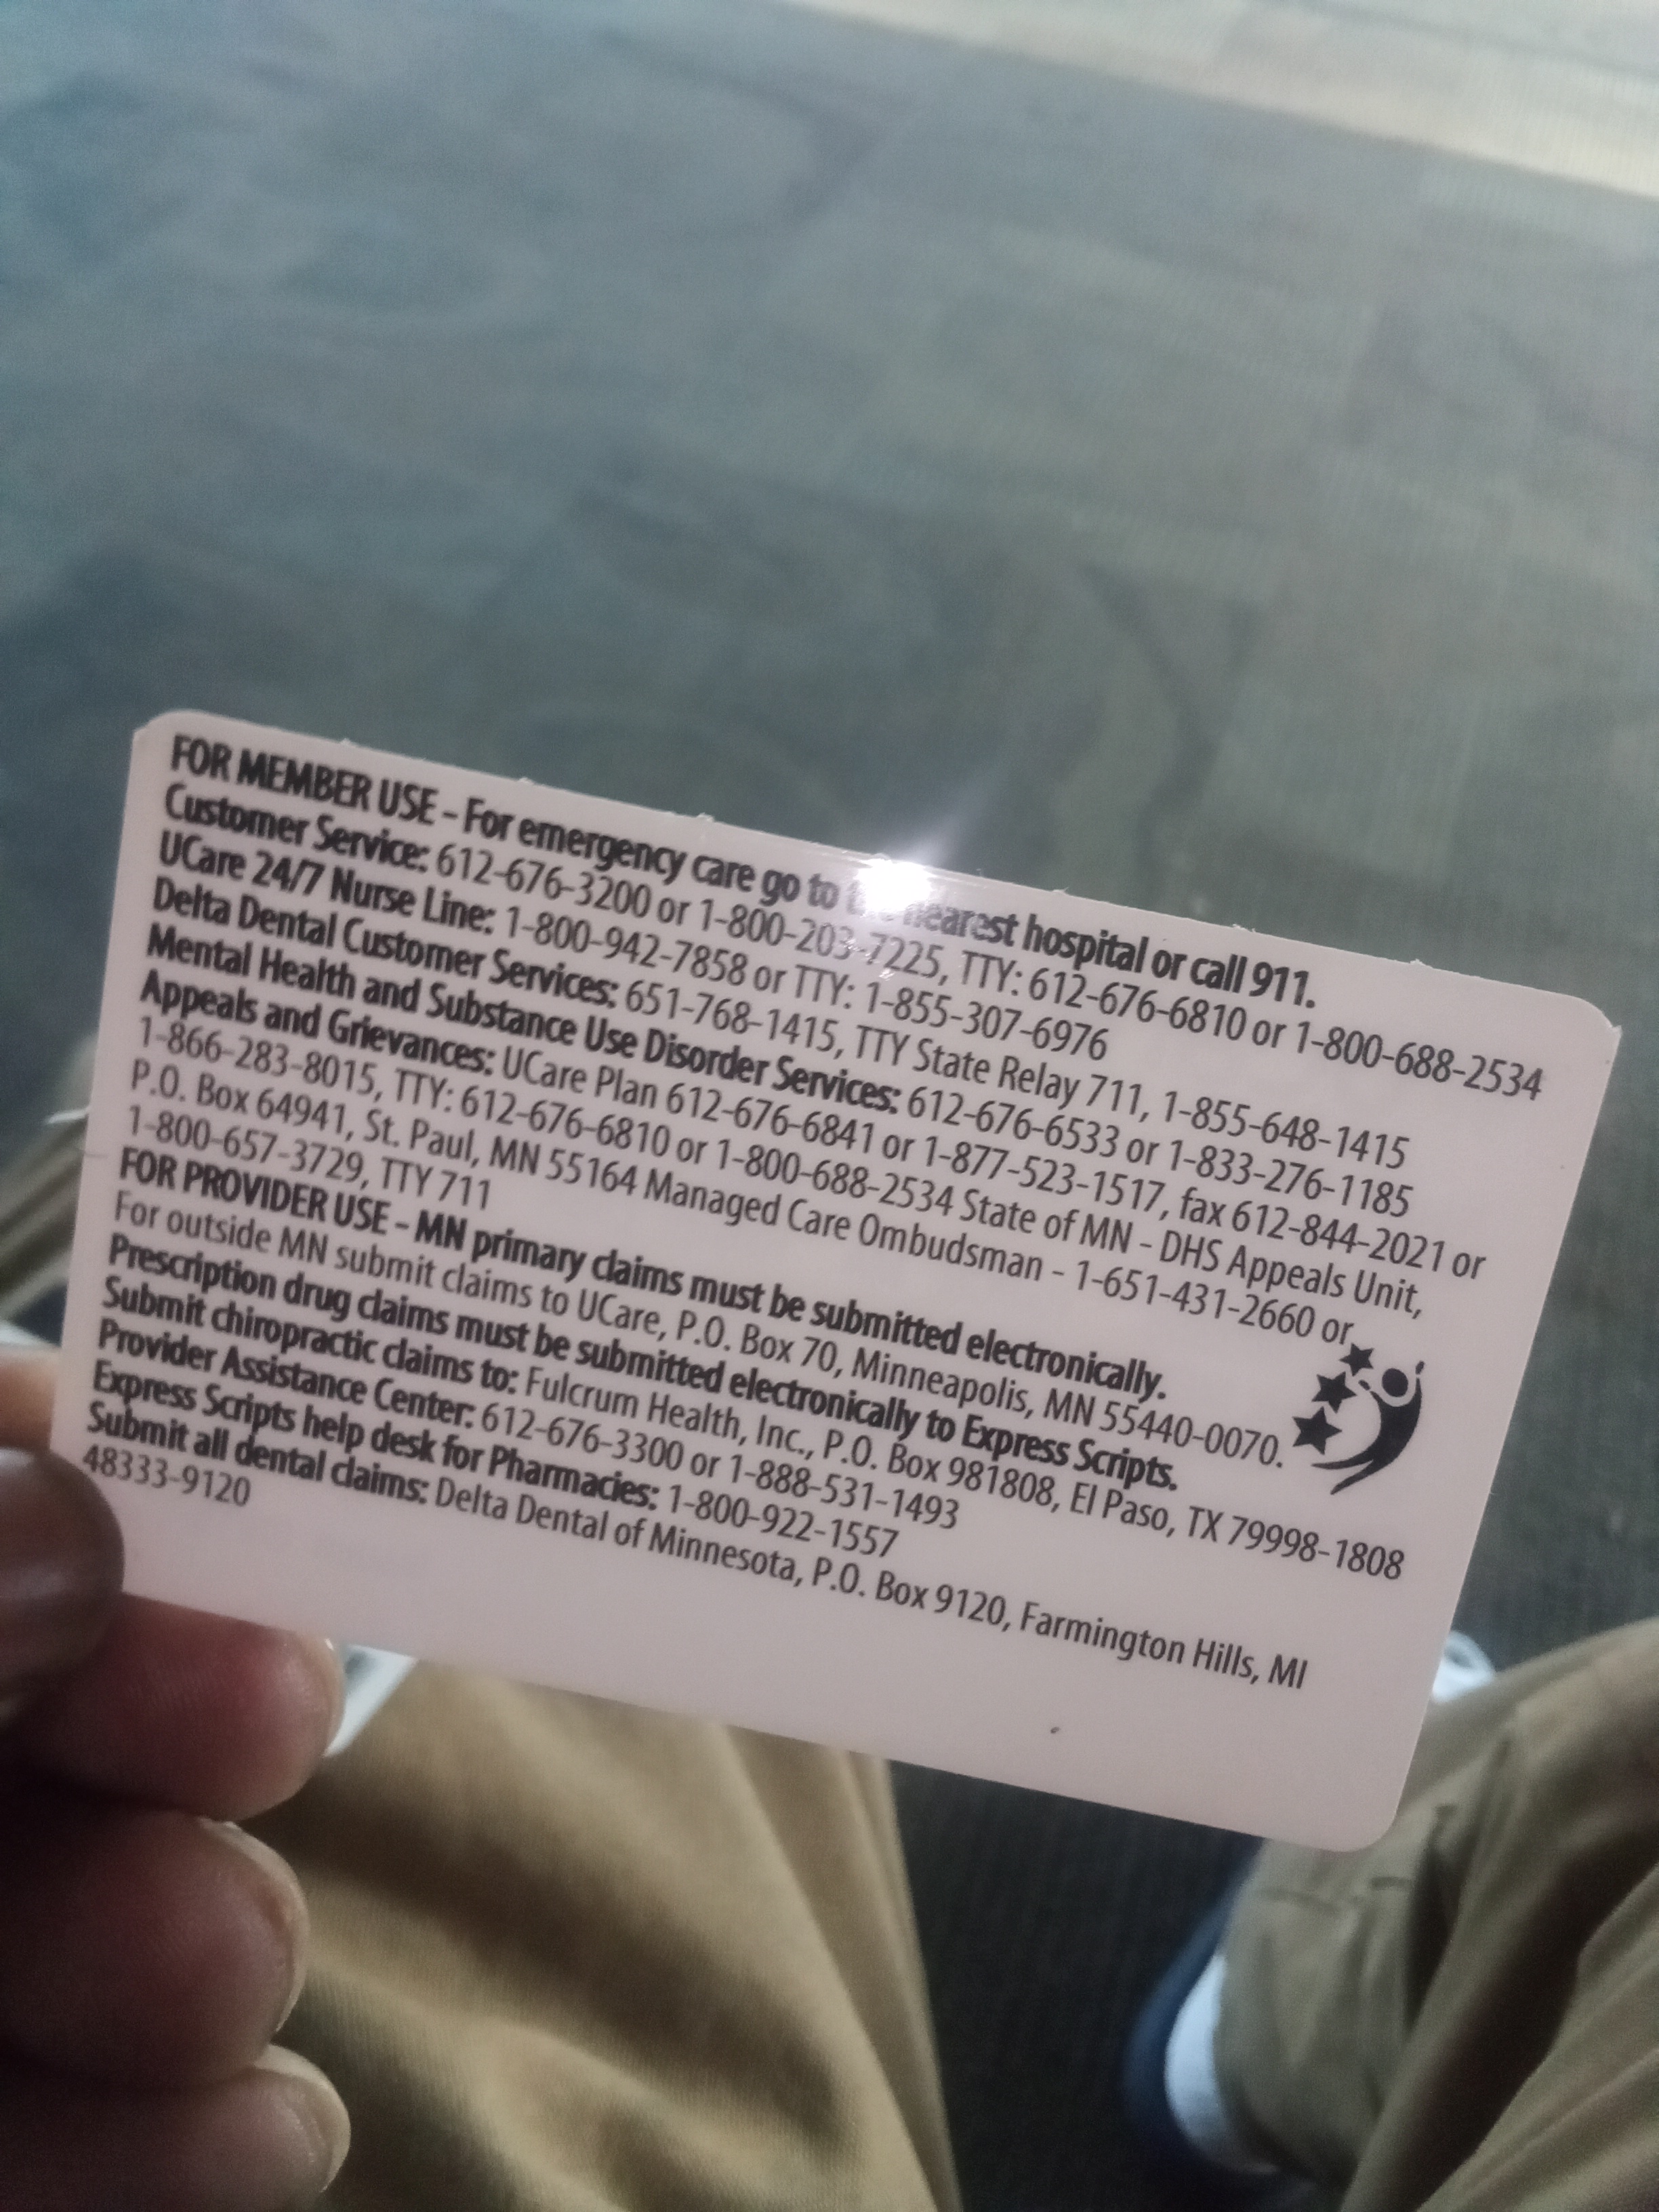 FOR MEMBER USE - For emergency care go to the nearest hospital or call 911.
Customer Service: 612-676-3200 or 1-800-203-7225, TTY: 612-676-6810 or 1-800-688-2534
UCare 24/7 Nurse Line: 1-800-942-7858 or TTY: 1-855-307-6976
Delta Dental Customer Services: 651-768-1415, TTY State Relay 711, 1-855-648-1415
Mental Health and Substance Use Disorder Services: 612-676-6533 or 1-833-276-1185
Appeals and Grievances: UCare Plan 612-676-6841 or 1-877-523-1517, fax 612-844-2021 or
1-866-283-8015, TTY: 612-676-6810 or 1-800-688-2534 State of MN - DHS Appeals Unit,
P.O. Box 64941, St. Paul, MN 55164 Managed Care Ombudsman - 1-651-431-2660 or
1-800-657-3729, TTY 711
FOR PROVIDER USE - MN primary claims must be submitted electronically.
For outside MN submit claims to UCare, P.O. Box 70, Minneapolis, MN 55440-0070.
Prescription drug claims must be submitted electronically to Express Scripts.
Submit chiropractic claims to: Fulcrum Health, Inc., P.O. Box 981808, El Paso, TX 79998-1808
Provider Assistance Center: 612-676-3300 or 1-888-531-1493
Express Scripts help desk for Pharmacies: 1-800-922-1557
Submit all dental claims: Delta Dental of Minnesota, P.O. Box 9120, Farmington Hills, MI
48333-9120